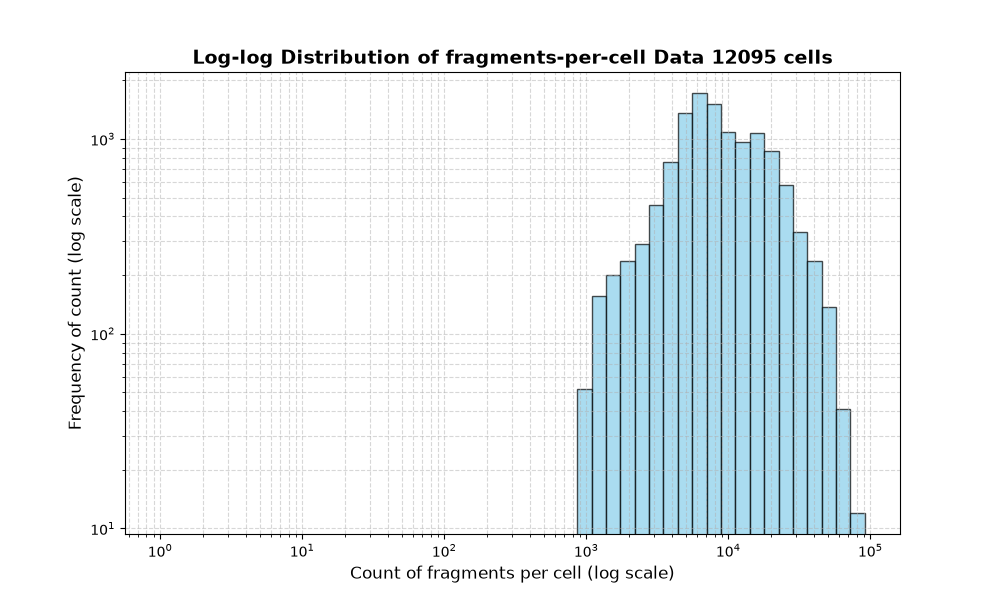 Log-log Distribution of fragments-per-cell Data 12095 cells
Frequency of count (log scale)
10³
10²
10¹
10⁰ 10¹ 10² 10³ 10⁴ 10⁵
Count of fragments per cell (log scale)